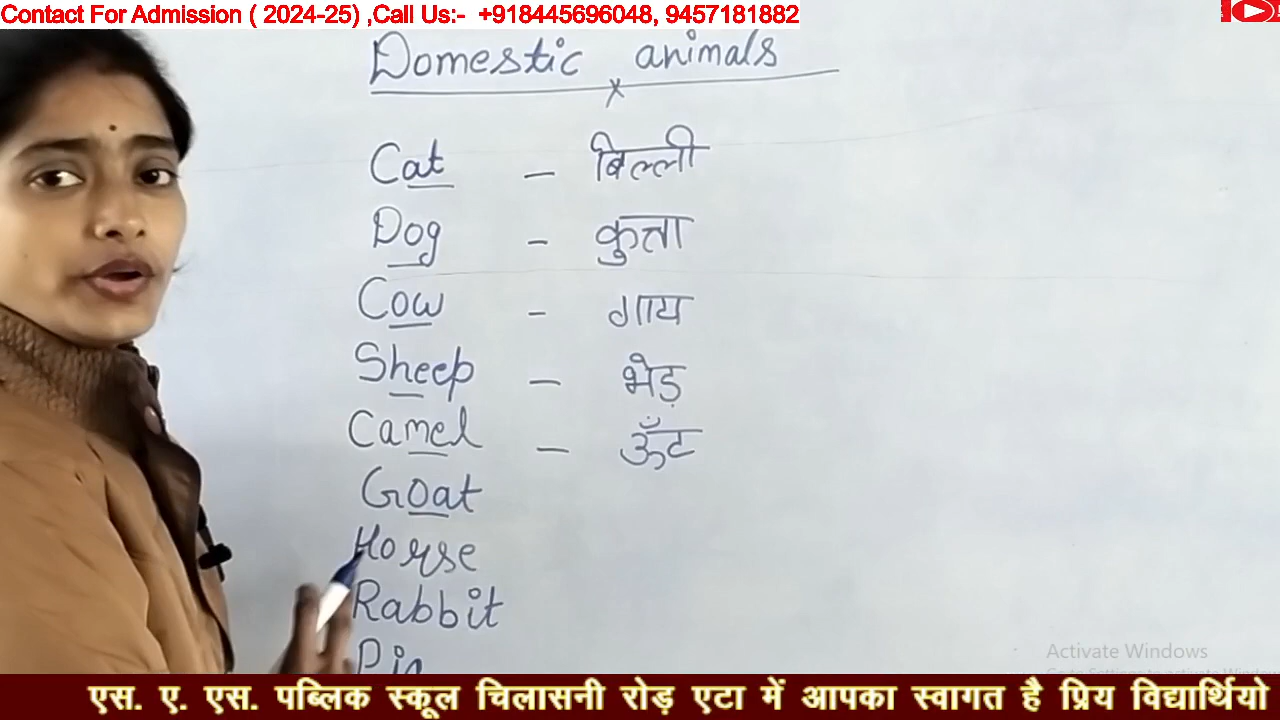 Contact For Admission ( 2024-25) ,Call Us:- +918445696048, 9457181882
Domestic animals
Cat - बिल्ली
Dog - कुत्ता
Cow - गाय
Sheep - भेड़
Camel - ऊँट
Goat
Horse
Rabbit
Pig
Activate Windows
एस. ए. एस. पब्लिक स्कूल चिलासनी रोड़ एटा में आपका स्वागत है प्रिय विद्यार्थियो